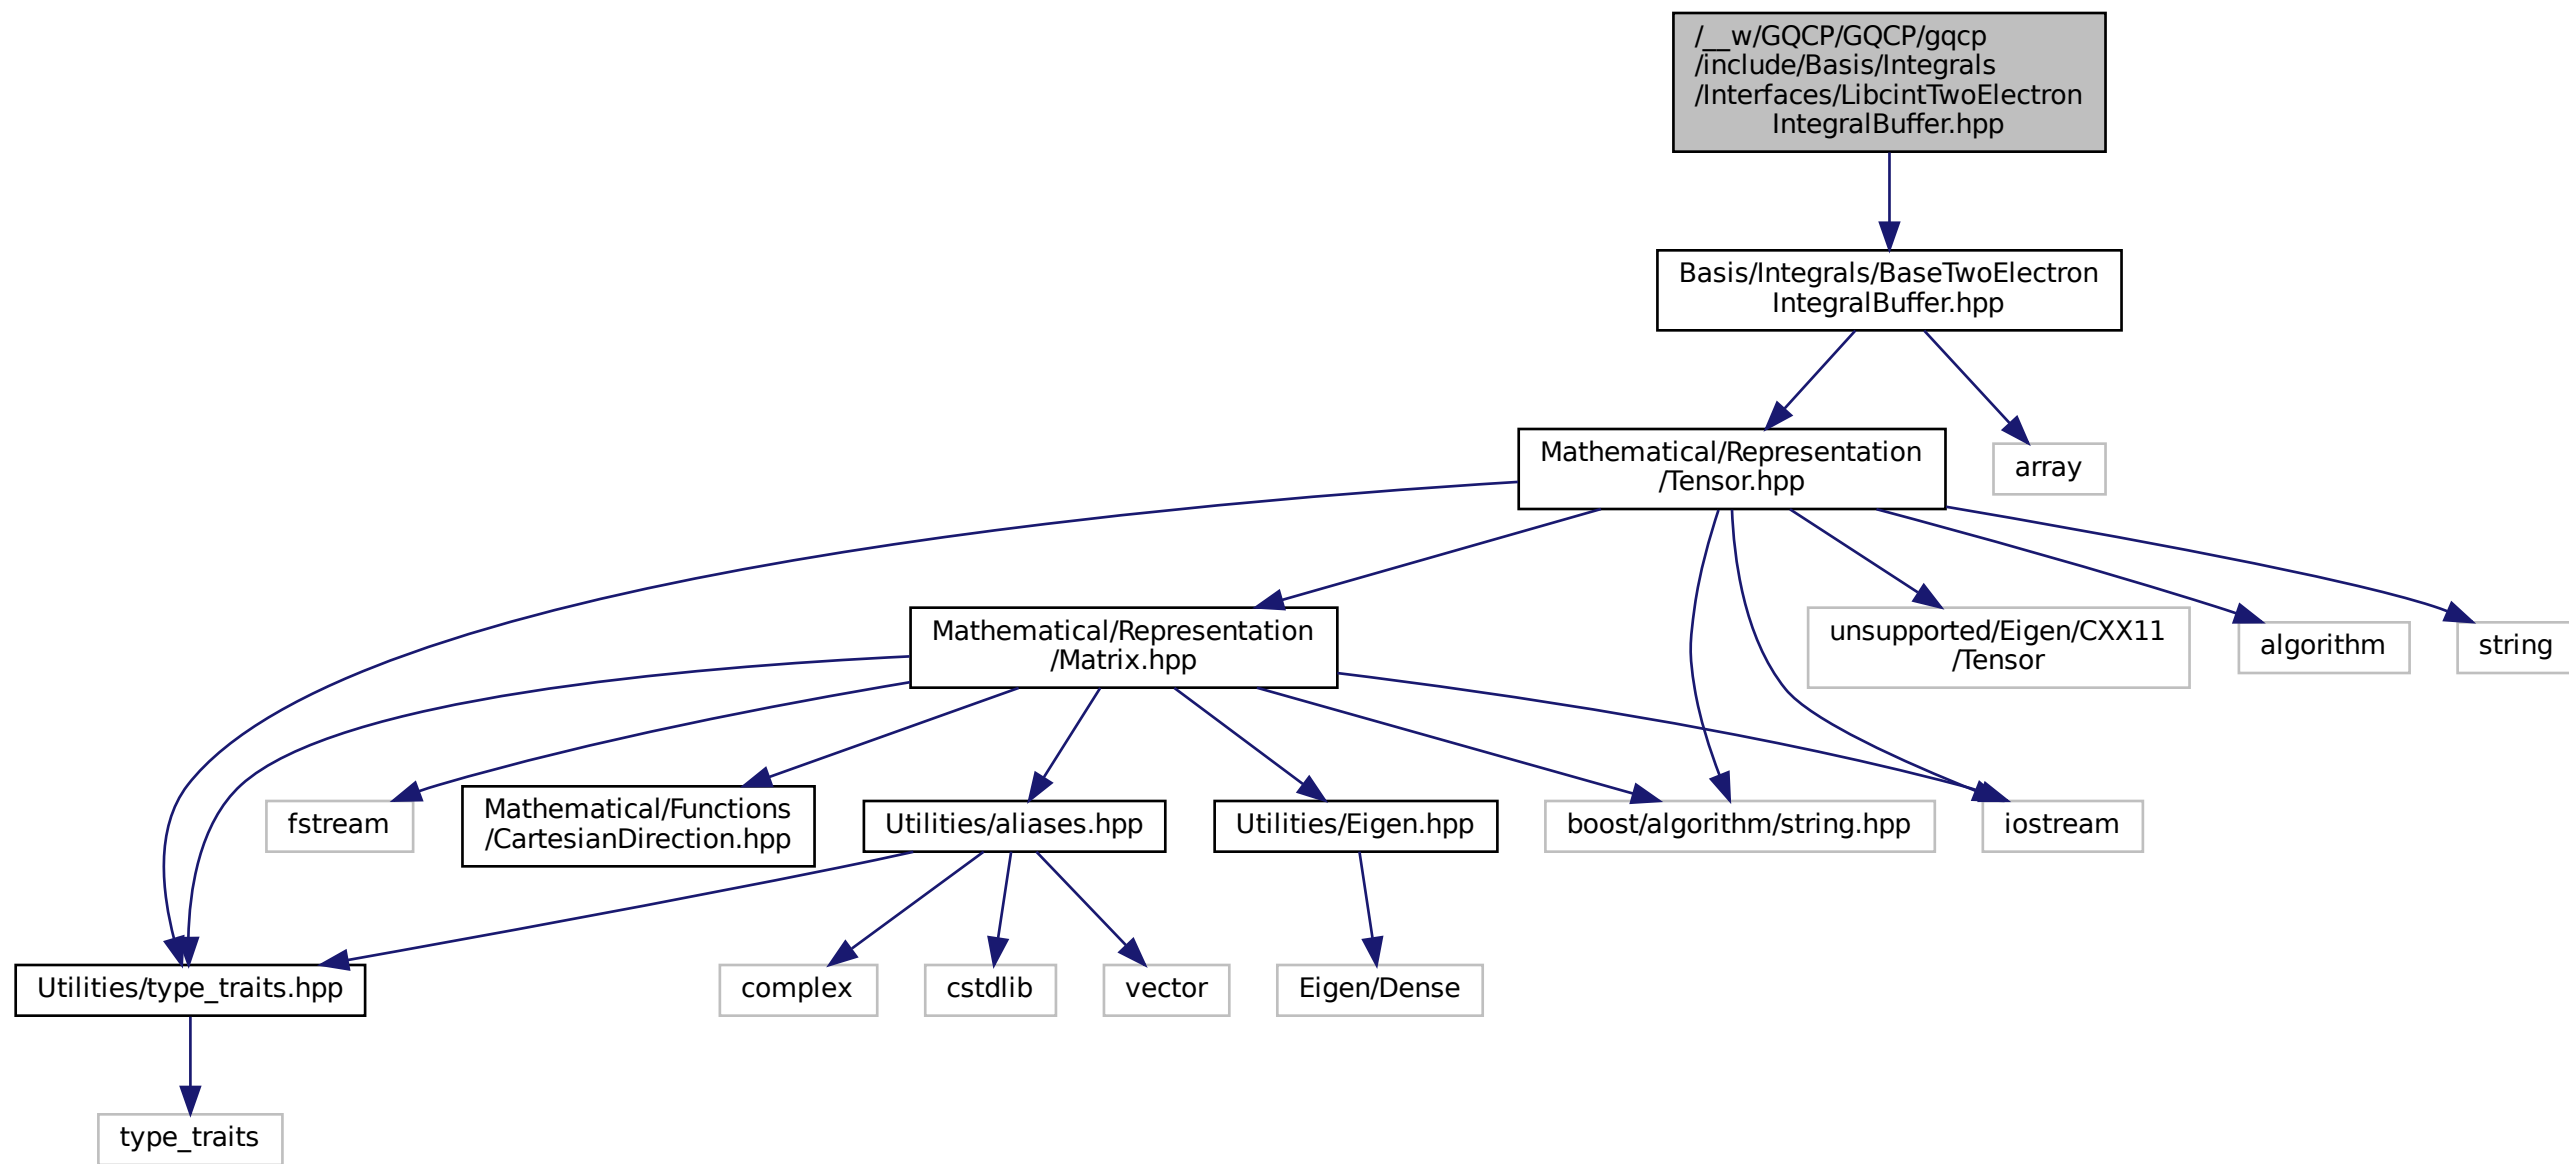 /__w/GQCP/GQCP/gqcp
/include/Basis/Integrals
/Interfaces/LibcintTwoElectron
IntegralBuffer.hpp
Basis/Integrals/BaseTwoElectron
IntegralBuffer.hpp
Mathematical/Representation
/Tensor.hpp
array
Mathematical/Representation
/Matrix.hpp
unsupported/Eigen/CXX11
/Tensor
algorithm
string
fstream
Mathematical/Functions
/CartesianDirection.hpp
Utilities/aliases.hpp
Utilities/Eigen.hpp
boost/algorithm/string.hpp
iostream
Utilities/type_traits.hpp
complex
cstdlib
vector
Eigen/Dense
type_traits